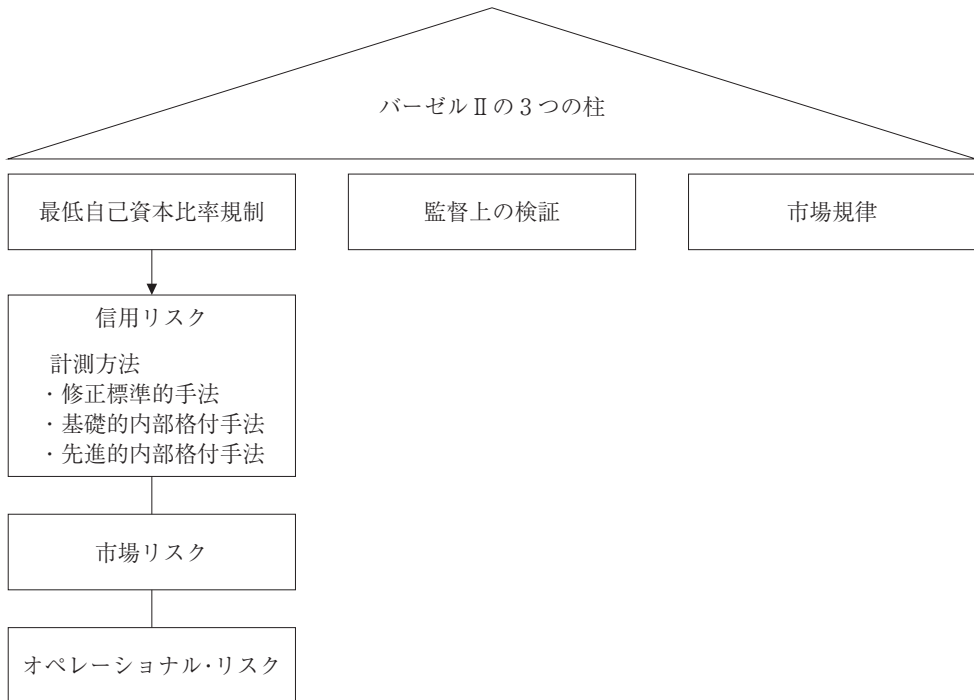 バーゼルⅡの3つの柱
最低自己資本比率規制
監督上の検証
市場規律
信用リスク
計測方法
・修正標準的手法
・基礎的内部格付手法
・先進的内部格付手法
市場リスク
オペレーショナル・リスク